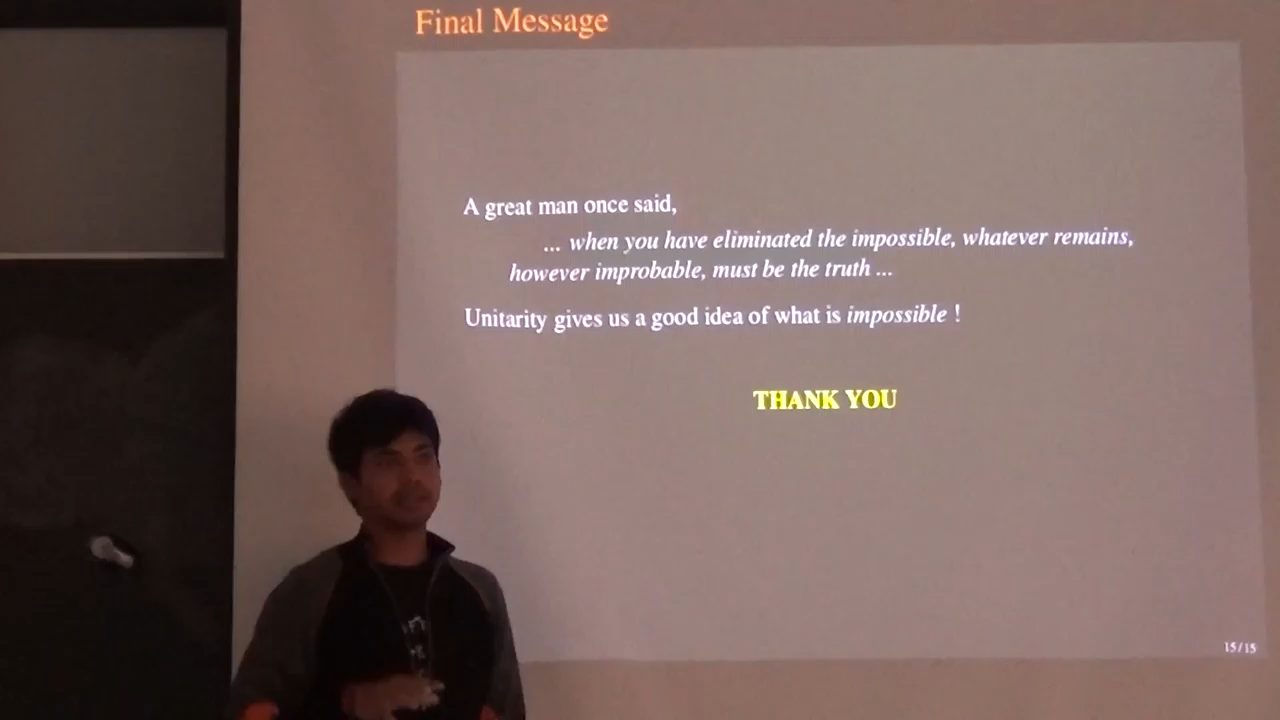 Final Message
A great man once said,
... when you have eliminated the impossible, whatever remains,
however improbable, must be the truth ...
Unitarity gives us a good idea of what is impossible !
THANK YOU
15/15